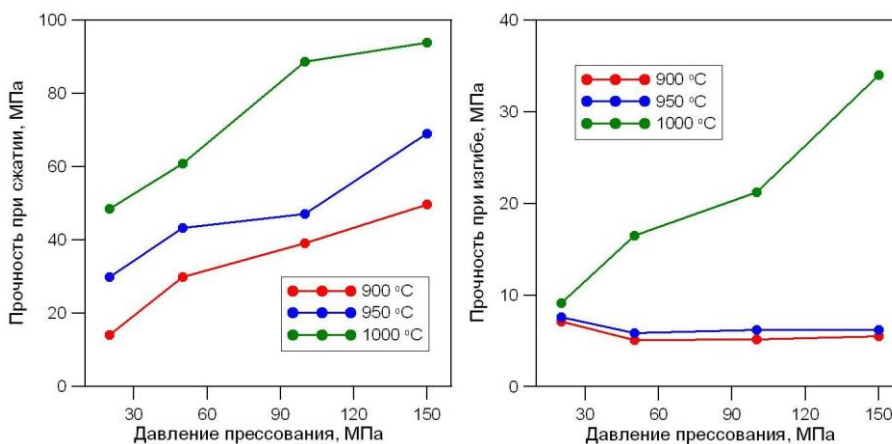 Прочность при сжатии, МПа
100
80
60
40
20
0
900 °C
950 °C
1000 °C
30 60 90 120 150
Давление прессования, МПа
Прочность при изгибе, МПа
40
30
20
10
0
900 °C
950 °C
1000 °C
30 60 90 120 150
Давление прессования, МПа